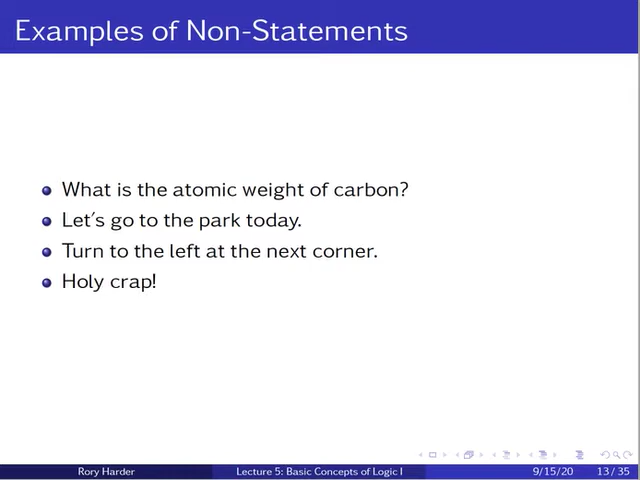 Examples of Non-Statements
What is the atomic weight of carbon?
Let's go to the park today.
Turn to the left at the next corner.
Holy crap!
Rory Harder Lecture 5: Basic Concepts of Logic I 9/15/20 13 / 35